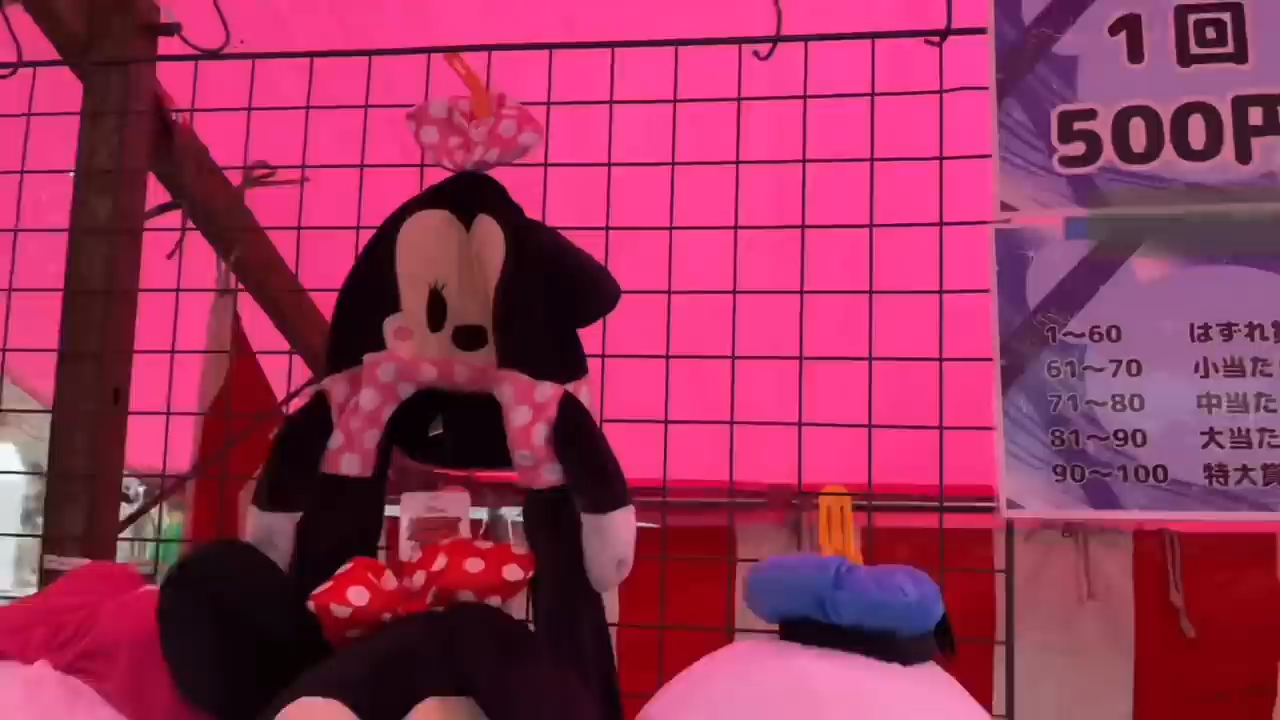 1回
500円
1〜60 はずれ賞
61〜70 小当た
71〜80 中当た
81〜90 大当た
90〜100 特大賞